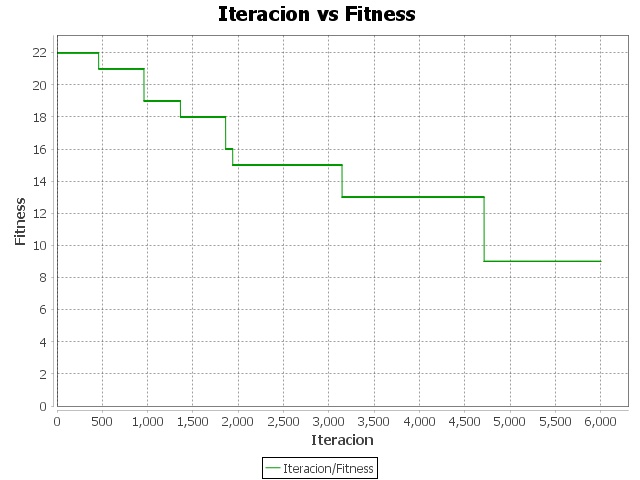 Iteracion vs Fitness
22
20
18
16
14
12
10
8
6
4
2
0
Fitness
0 500 1,000 1,500 2,000 2,500 3,000 3,500 4,000 4,500 5,000 5,500 6,000
Iteracion
Iteracion/Fitness